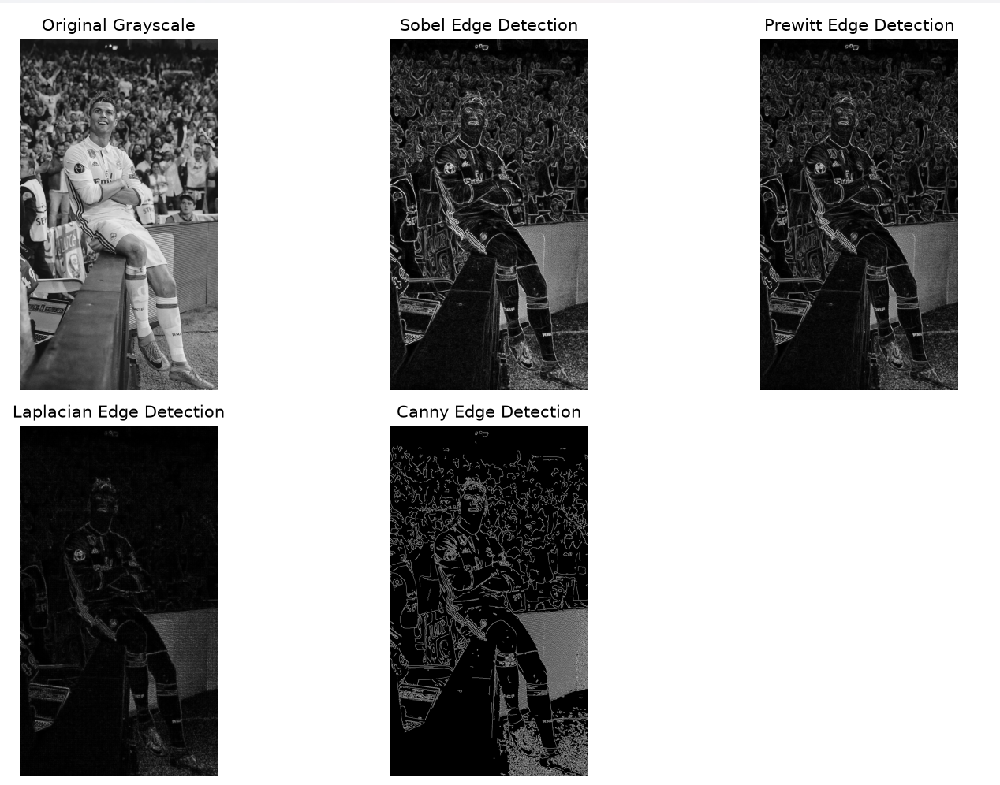 Original Grayscale
Sobel Edge Detection
Prewitt Edge Detection
Laplacian Edge Detection
Canny Edge Detection